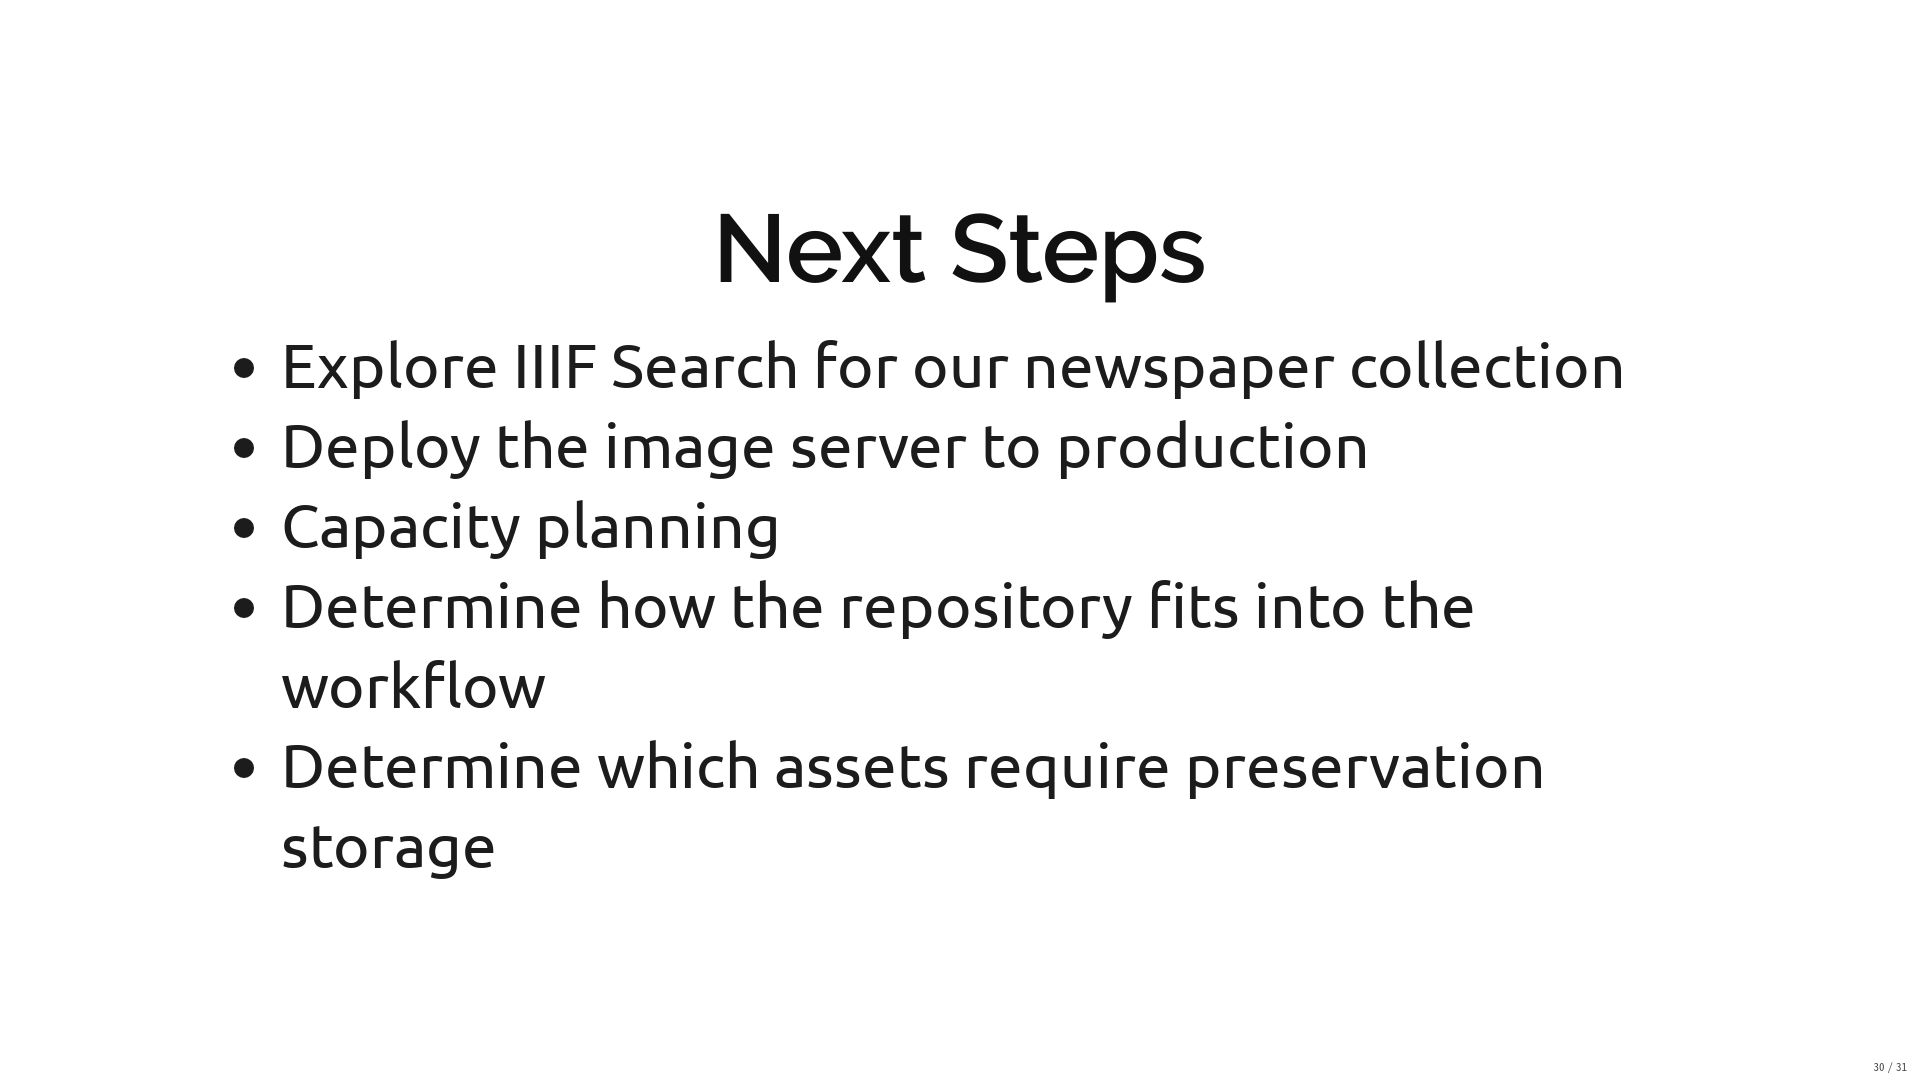 Next Steps
• Explore IIIF Search for our newspaper collection
• Deploy the image server to production
• Capacity planning
• Determine how the repository fits into the
workflow
• Determine which assets require preservation
storage
30 / 31